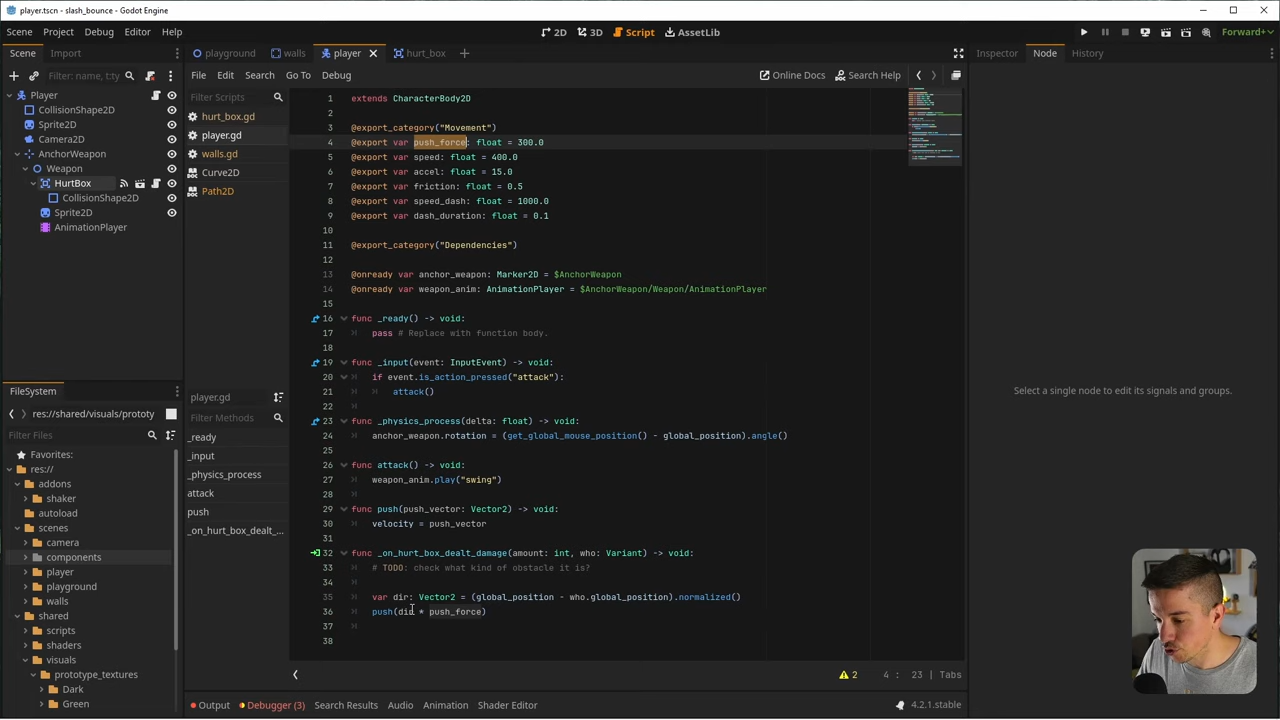 player.tscn - slash_bounce - Godot Engine
Scene Project Debug Editor Help
2D 3D Script AssetLib
Forward+
Scene Import
playground walls player hurt_box
Inspector Node History
Filter: name, t:ty
File Edit Search Go To Debug
Online Docs Search Help
Player
CollisionShape2D
Sprite2D
Camera2D
AnchorWeapon
Weapon
HurtBox
CollisionShape2D
Sprite2D
AnimationPlayer
Filter Scripts
hurt_box.gd
player.gd
walls.gd
Curve2D
Path2D
player.gd
Filter Methods
_ready
_input
_physics_process
attack
push
_on_hurt_box_dealt_...
1 extends CharacterBody2D
2
3 @export_category("Movement")
4 @export var push_force: float = 300.0
5 @export var speed: float = 400.0
6 @export var accel: float = 15.0
7 @export var friction: float = 0.5
8 @export var speed_dash: float = 1000.0
9 @export var dash_duration: float = 0.1
10
11 @export_category("Dependencies")
12
13 @onready var anchor_weapon: Marker2D = $AnchorWeapon
14 @onready var weapon_anim: AnimationPlayer = $AnchorWeapon/Weapon/AnimationPlayer
15
16 func _ready() -> void:
17 pass # Replace with function body.
18
19 func _input(event: InputEvent) -> void:
20 if event.is_action_pressed("attack"):
21 attack()
22
23 func _physics_process(delta: float) -> void:
24 anchor_weapon.rotation = (get_global_mouse_position() - global_position).angle()
25
26 func attack() -> void:
27 weapon_anim.play("swing")
28
29 func push(push_vector: Vector2) -> void:
30 velocity = push_vector
31
32 func _on_hurt_box_dealt_damage(amount: int, who: Variant) -> void:
33 # TODO: check what kind of obstacle it is?
34
35 var dir: Vector2 = (global_position - who.global_position).normalized()
36 push(dir * push_force)
37
38
Select a single node to edit its signals and groups.
FileSystem
res://shared/visuals/prototy
Filter Files
Favorites:
res://
addons
shaker
autoload
scenes
camera
components
player
playground
walls
shared
scripts
shaders
visuals
prototype_textures
Dark
Green
2 4 : 23 | Tabs
Output Debugger (3) Search Results Audio Animation Shader Editor
4.2.1.stable